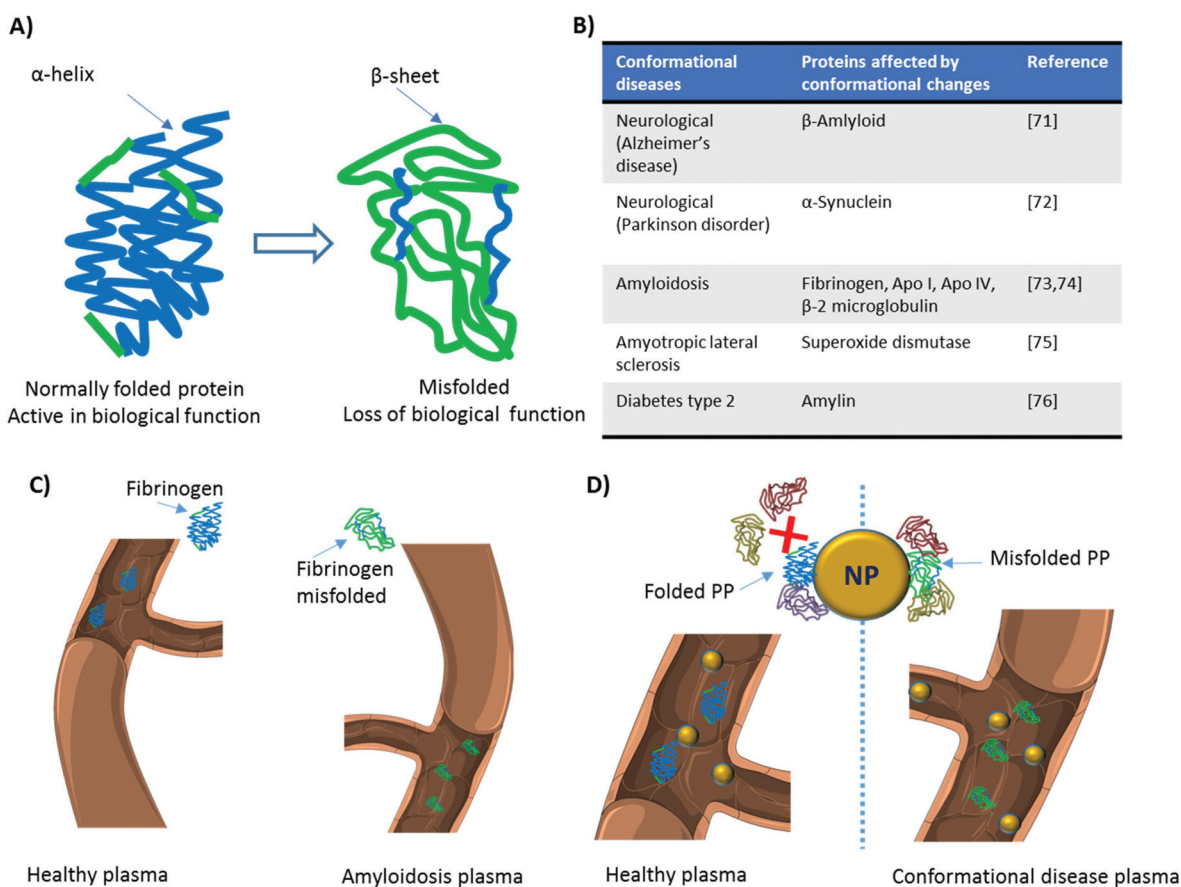 A)
α-helix
β-sheet
Normally folded protein
Active in biological function
Misfolded
Loss of biological function
B)
Conformational diseases
Proteins affected by conformational changes
Reference
Neurological
(Alzheimer's
disease)
β-Amlyloid
[71]
Neurological
(Parkinson disorder)
α-Synuclein
[72]
Amyloidosis
Fibrinogen, Apo I, Apo IV,
β-2 microglobulin
[73,74]
Amyotropic lateral
sclerosis
Superoxide dismutase
[75]
Diabetes type 2
Amylin
[76]
C)
Fibrinogen
Fibrinogen
misfolded
Healthy plasma
Amyloidosis plasma
D)
NP
Folded PP
Misfolded PP
Healthy plasma
Conformational disease plasma